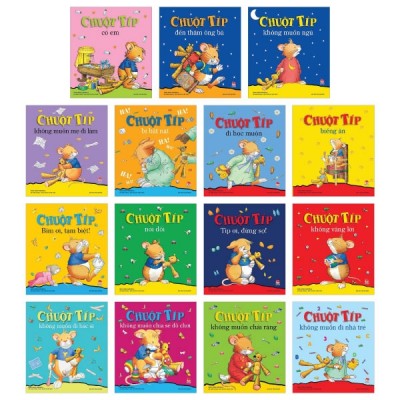 CHUỘT TÍP
có em
CHUỘT TÍP
đến thăm ông bà
CHUỘT TÍP
không muốn ngủ
CHUỘT TÍP
không muốn mẹ đi làm
CHUỘT TÍP
bị bắt nạt
HA!
HA!
CHUỘT TÍP
đi học muộn
CHUỘT TÍP
biếng ăn
CHUỘT TÍP
Bim ơi, tạm biệt!
CHUỘT TÍP
nói dối
CHUỘT TÍP
Típ ơi, đừng sợ!
CHUỘT TÍP
không vâng lời
CHUỘT TÍP
không muốn đi bác sĩ
CHUỘT TÍP
không muốn chia sẻ đồ chơi
CHUỘT TÍP
không muốn chải răng
CHUỘT TÍP
không muốn đi nhà trẻ